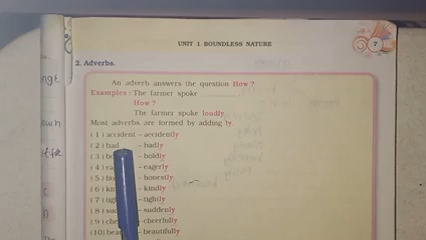 UNIT 1 BOUNDLESS NATURE
7
2. Adverbs.
An adverb answers the question How ?
Examples : The farmer spoke
How ?
The farmer spoke loudly.
Most adverbs are formed by adding ly.
( 1 ) accident - accidently
( 2 ) bad - badly
( 3 ) - boldly
( 4 ) - eagerly
( 5 ) - honestly
( 6 ) - kindly
( 7 ) - tightly
( 8 ) - suddenly
( 9 ) - cheerfully
(10) - beautifully